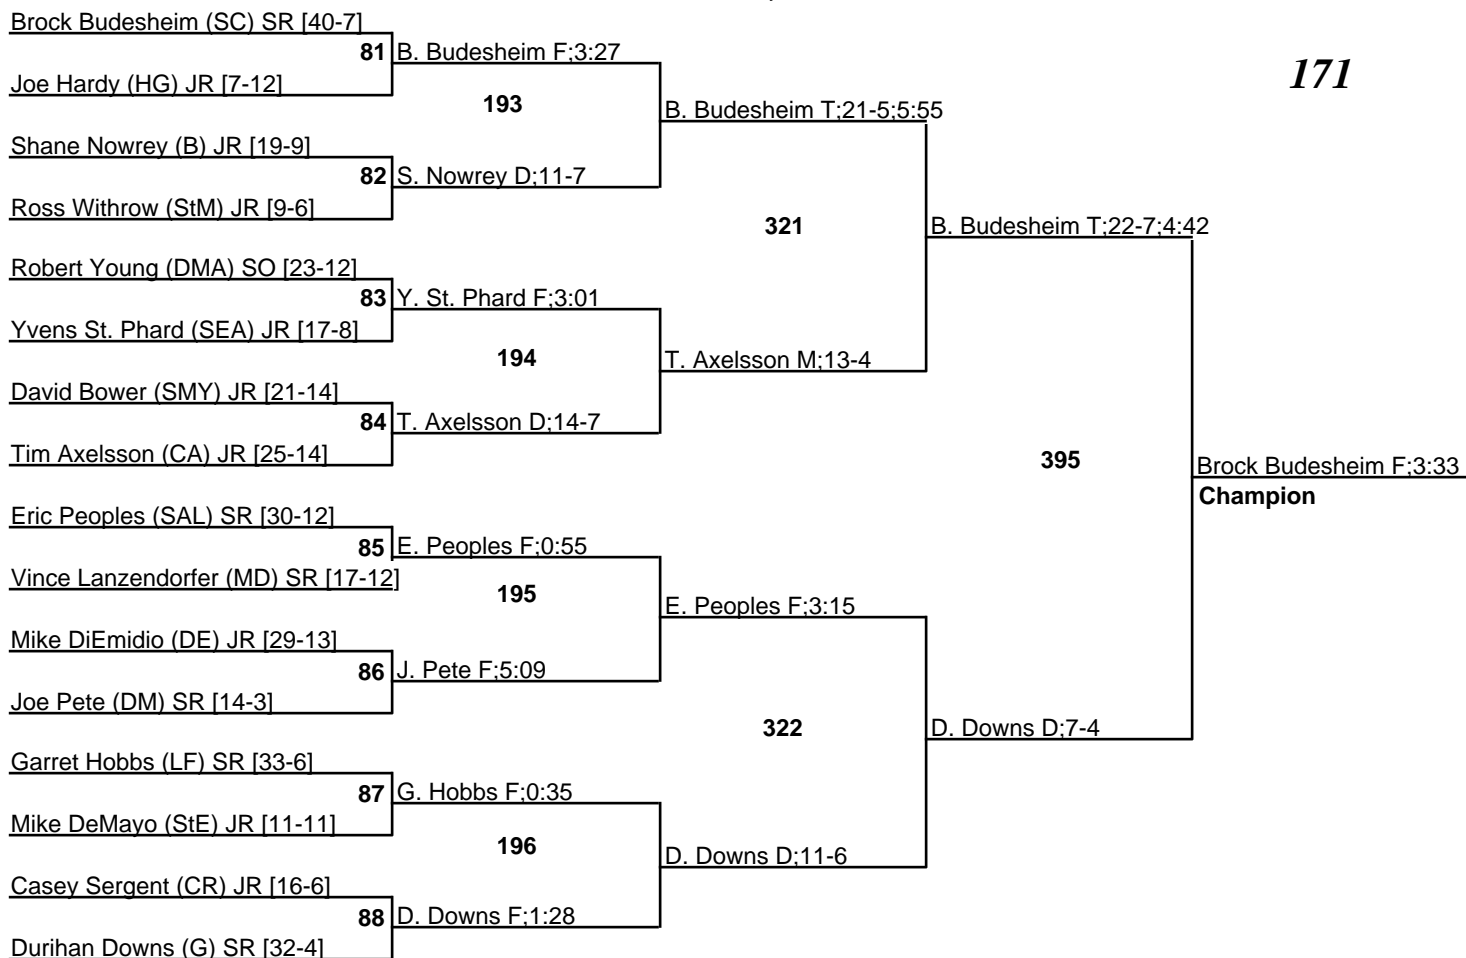 Brock Budesheim (SC) SR [40-7]
81 B. Budesheim F;3:27
Joe Hardy (HG) JR [7-12]
171
193
B. Budesheim T;21-5;5:55
Shane Nowrey (B) JR [19-9]
82 S. Nowrey D;11-7
Ross Withrow (StM) JR [9-6]
321
B. Budesheim T;22-7;4:42
Robert Young (DMA) SO [23-12]
83 Y. St. Phard F;3:01
Yvens St. Phard (SEA) JR [17-8]
194
T. Axelsson M;13-4
David Bower (SMY) JR [21-14]
84 T. Axelsson D;14-7
Tim Axelsson (CA) JR [25-14]
395
Brock Budesheim F;3:33
Champion
Eric Peoples (SAL) SR [30-12]
85 E. Peoples F;0:55
Vince Lanzendorfer (MD) SR [17-12]
195
E. Peoples F;3:15
Mike DiEmidio (DE) JR [29-13]
86 J. Pete F;5:09
Joe Pete (DM) SR [14-3]
322
D. Downs D;7-4
Garret Hobbs (LF) SR [33-6]
87 G. Hobbs F;0:35
Mike DeMayo (StE) JR [11-11]
196
D. Downs D;11-6
Casey Sergent (CR) JR [16-6]
88 D. Downs F;1:28
Durihan Downs (G) SR [32-4]